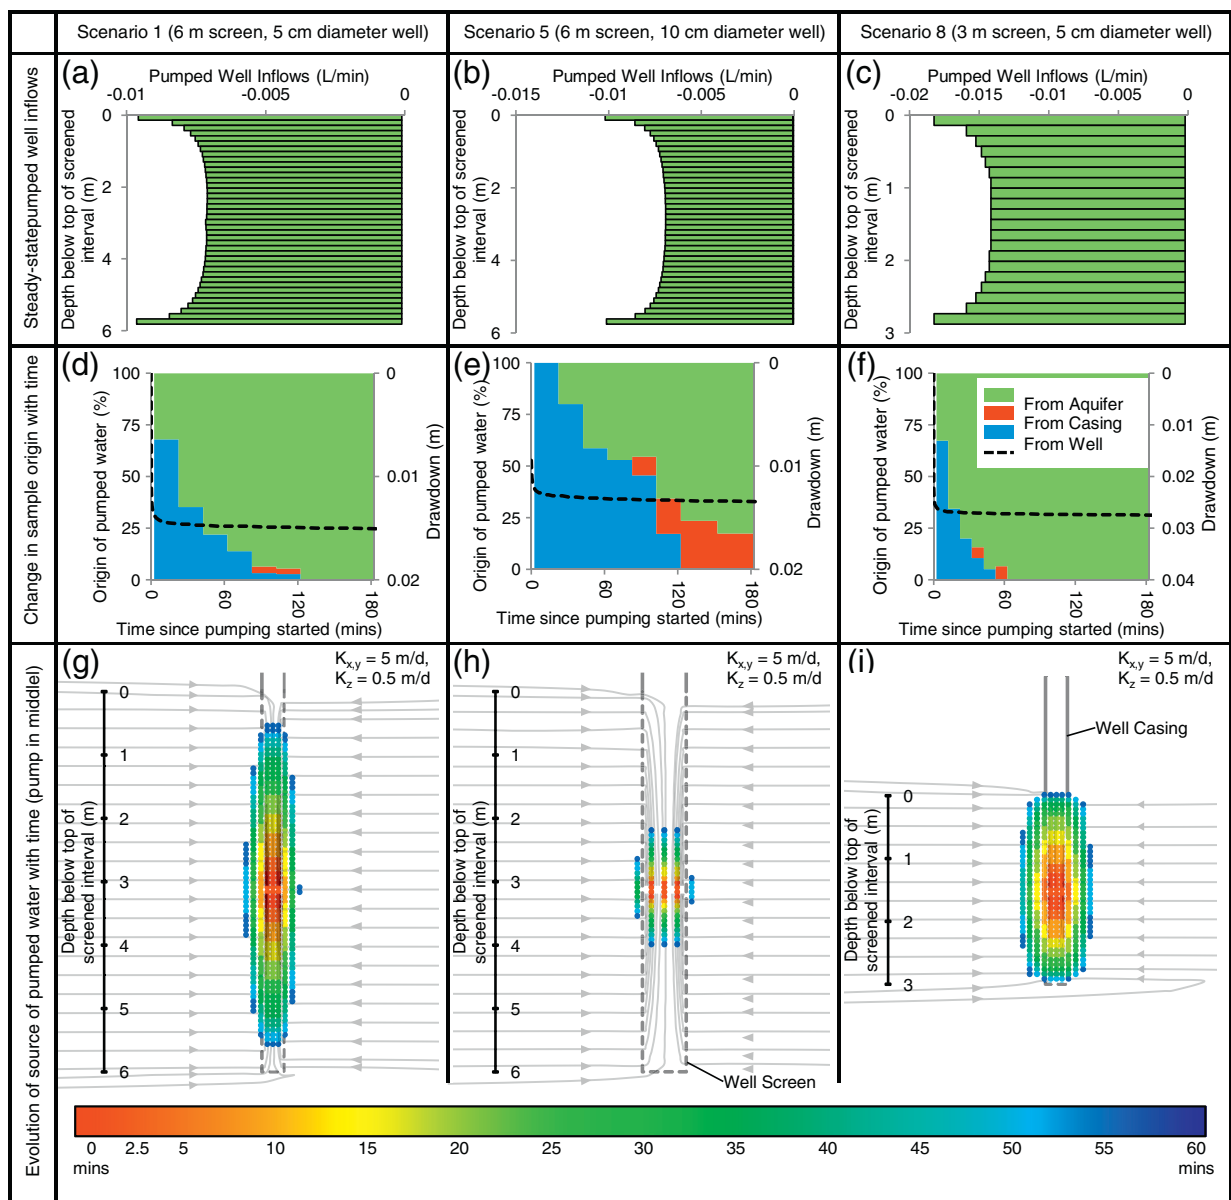 Scenario 1 (6 m screen, 5 cm diameter well)
Scenario 5 (6 m screen, 10 cm diameter well)
Scenario 8 (3 m screen, 5 cm diameter well)
Steady-statepumped well inflows
(a)
Pumped Well Inflows (L/min)
-0.01 -0.005 0
Depth below top of screened
interval (m)
0
2
4
6
(b)
Pumped Well Inflows (L/min)
-0.015 -0.01 -0.005 0
Depth below top of screened
interval (m)
0
2
4
6
(c)
Pumped Well Inflows (L/min)
-0.02 -0.015 -0.01 -0.005 0
Depth below top of screened
interval (m)
0
1
2
3
Change in sample origin with time
(d)
Origin of pumped water (%)
100
75
50
25
0
0
0.01
0.02
Drawdown (m)
0 60 120 180
Time since pumping started (mins)
(e)
Origin of pumped water (%)
100
75
50
25
0
0
0.01
0.02
Drawdown (m)
0 60 120 180
Time since pumping started (mins)
(f)
Origin of pumped water (%)
100
75
50
25
0
From Aquifer
From Casing
From Well
0
0.01
0.02
0.03
0.04
Drawdown (m)
0 60 120 180
Time since pumping started (mins)
Evolution of source of pumped water with time (pump in middel)
(g)
Kx,y = 5 m/d,
Kz = 0.5 m/d
Depth below top of
screened interval (m)
0
1
2
3
4
5
6
(h)
Kx,y = 5 m/d,
Kz = 0.5 m/d
Depth below top of
screened interval (m)
0
1
2
3
4
5
6
Well Screen
(i)
Kx,y = 5 m/d,
Kz = 0.5 m/d
Well Casing
Depth below top of
screened interval (m)
0
1
2
3
0 2.5 5 10 15 20 25 30 35 40 45 50 55 60
mins mins